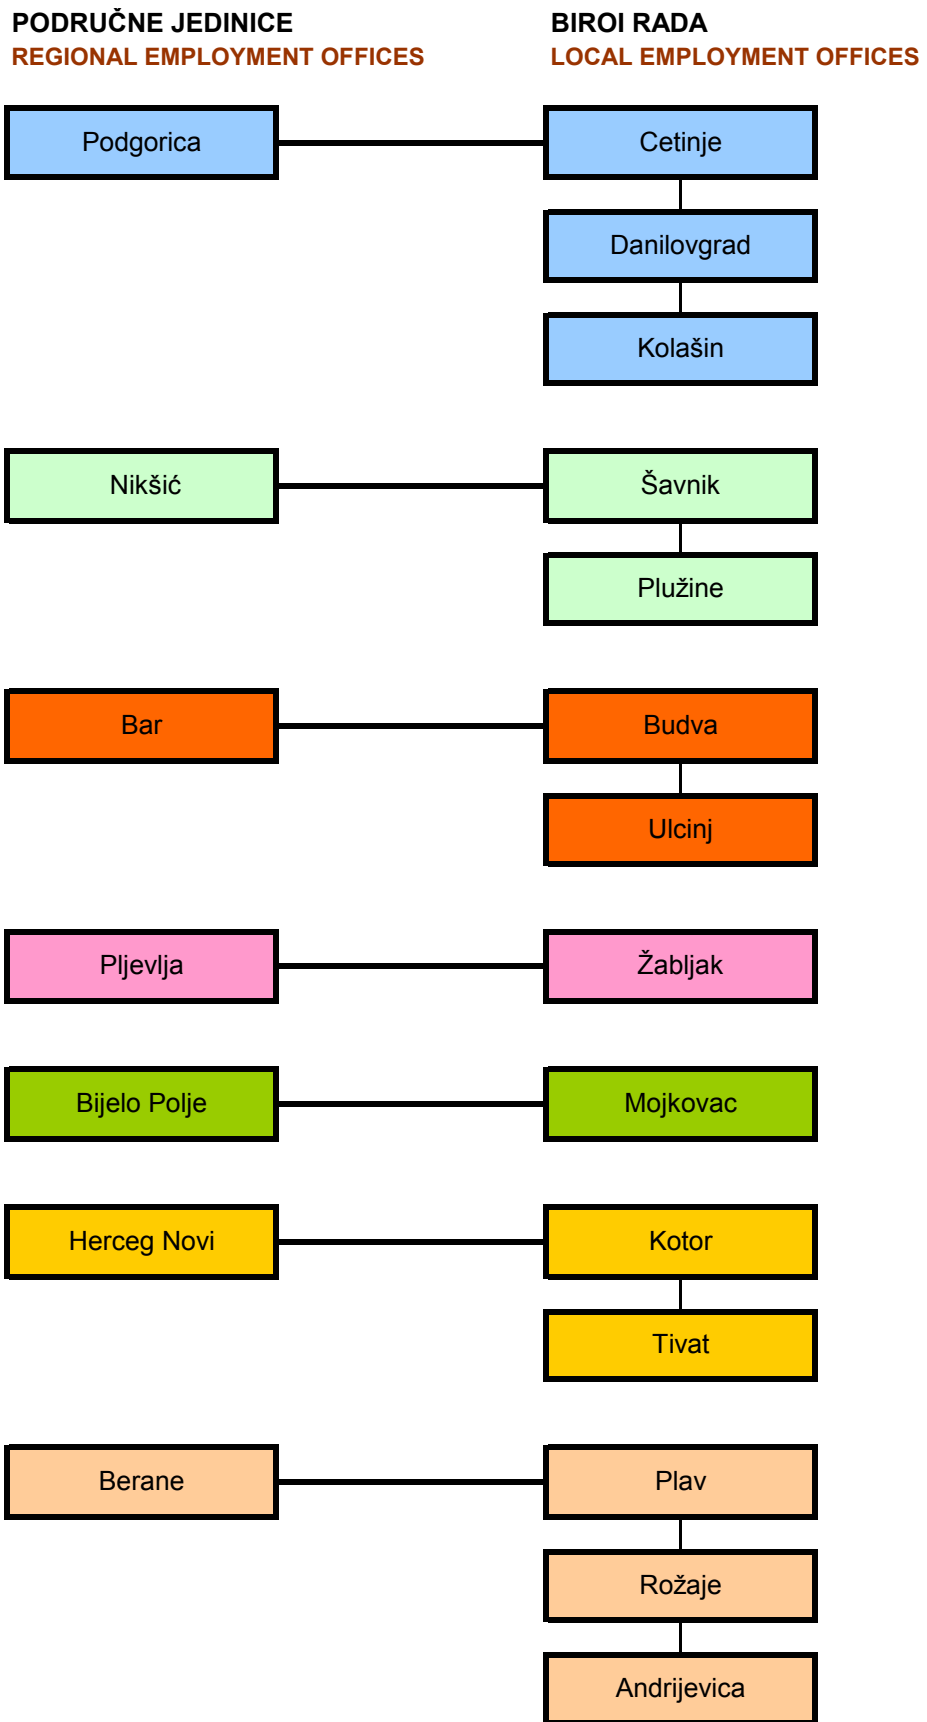 PODRUČNE JEDINICE
REGIONAL EMPLOYMENT OFFICES
BIROI RADA
LOCAL EMPLOYMENT OFFICES
Podgorica
Cetinje
Danilovgrad
Kolašin
Nikšić
Šavnik
Plužine
Bar
Budva
Ulcinj
Pljevlja
Žabljak
Bijelo Polje
Mojkovac
Herceg Novi
Kotor
Tivat
Berane
Plav
Rožaje
Andrijevica